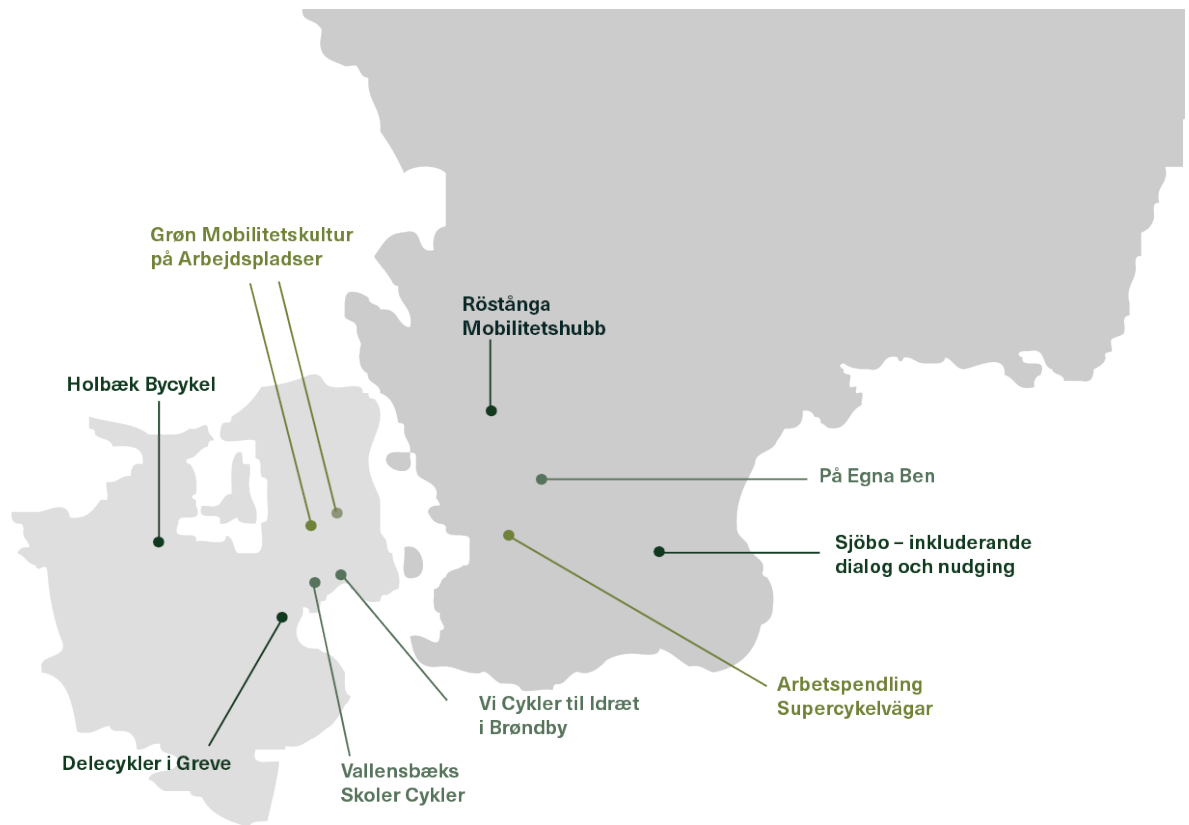 Grøn Mobilitetskultur
på Arbejdspladser
Röstånga
Mobilitetshubb
Holbæk Bycykel
På Egna Ben
Sjöbo – inkluderande
dialog och nudging
Arbetspendling
Supercykelvägar
Vi Cykler til Idræt
i Brøndby
Delecykler i Greve
Vallensbæks
Skoler Cykler